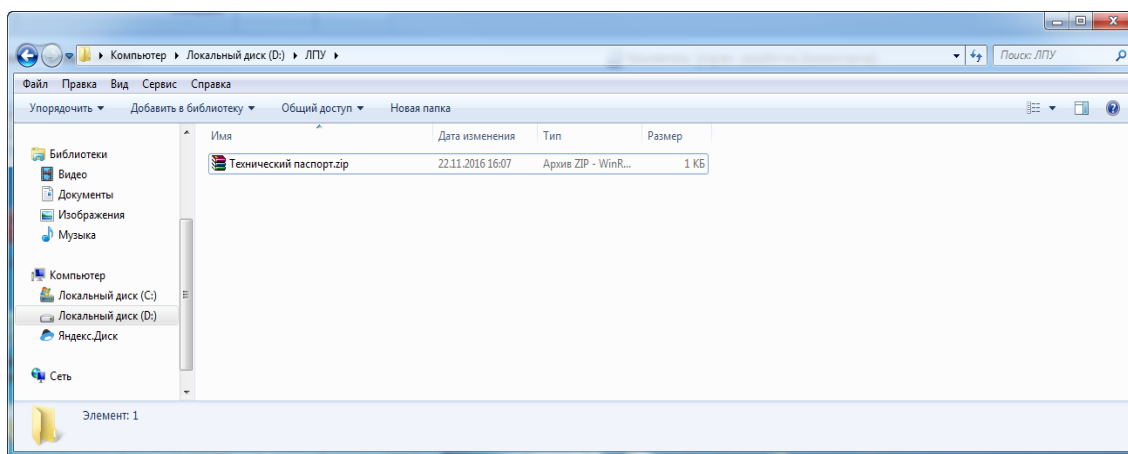 Компьютер ▸ Локальный диск (D:) ▸ ЛПУ ▸
Поиск: ЛПУ
Файл Правка Вид Сервис Справка
Упорядочить ▾ Добавить в библиотеку ▾ Общий доступ ▾ Новая папка
Имя Дата изменения Тип Размер
Технический паспорт.zip 22.11.2016 16:07 Архив ZIP - WinR... 1 КБ
Библиотеки
Видео
Документы
Изображения
Музыка
Компьютер
Локальный диск (C:)
Локальный диск (D:)
Яндекс.Диск
Сеть
Элемент: 1